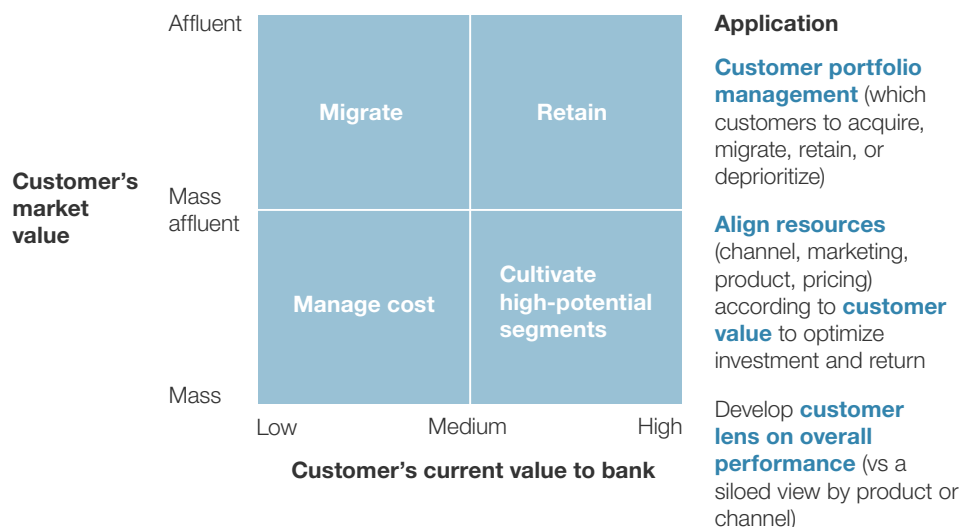 Affluent
Migrate
Retain
Customer's
market
value
Mass
affluent
Manage cost
Cultivate
high-potential
segments
Mass
Low
Medium
High
Customer's current value to bank
Application
Customer portfolio
management (which
customers to acquire,
migrate, retain, or
deprioritize)
Align resources
(channel, marketing,
product, pricing)
according to customer
value to optimize
investment and return
Develop customer
lens on overall
performance (vs a
siloed view by product or
channel)